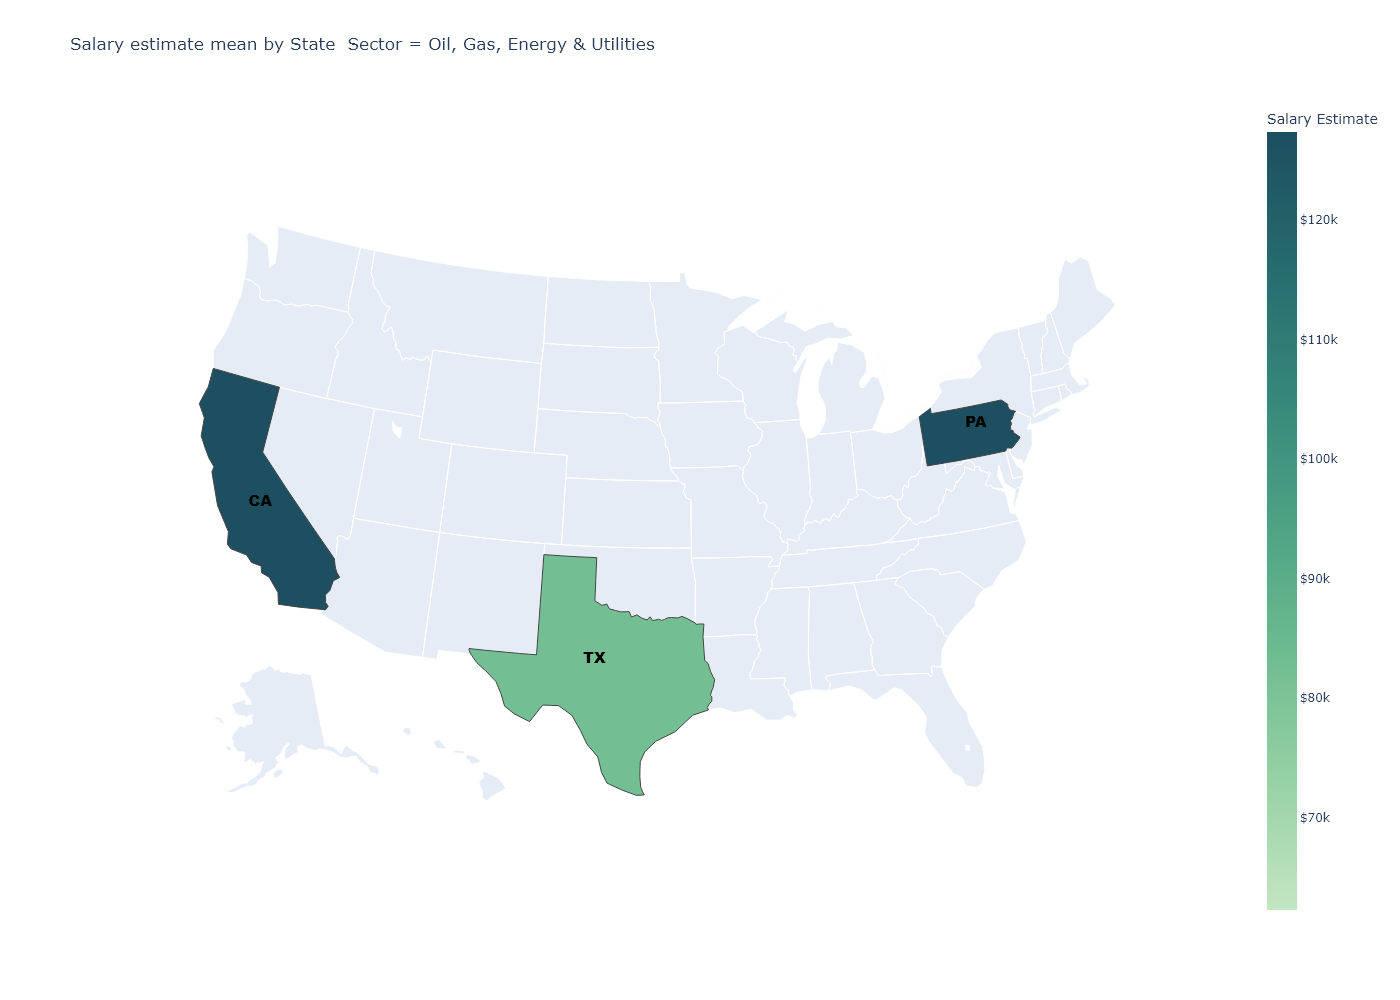 Salary estimate mean by State  Sector = Oil, Gas, Energy & Utilities
Salary Estimate
$120k
$110k
$100k
$90k
$80k
$70k
PA
CA
TX